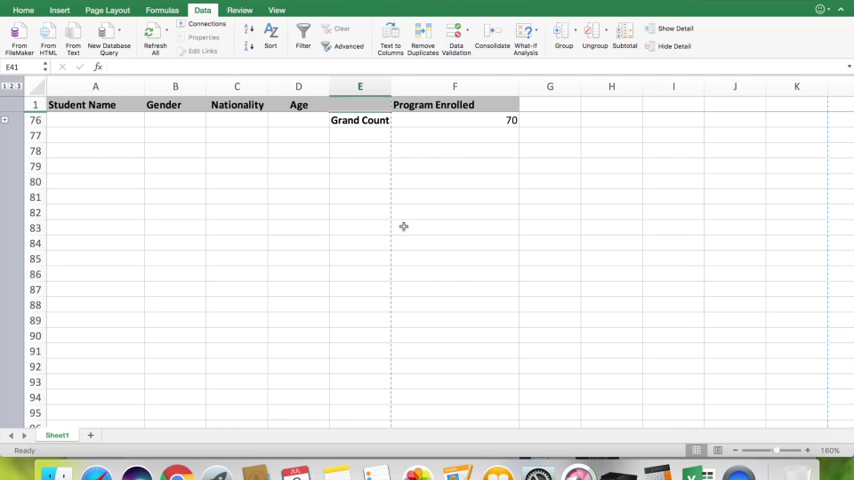 Home Insert Page Layout Formulas Data Review View
From FileMaker From HTML From Text New Database Query Refresh All Connections Properties Edit Links Sort Filter Clear Advanced Text to Columns Remove Duplicates Data Validation Consolidate What-If Analysis Group Ungroup Subtotal Show Detail Hide Detail
E41 fx
1 2 3 A B C D E F G H I J K
1 Student Name Gender Nationality Age Program Enrolled
76 Grand Count 70
77
78
79
80
81
82
83
84
85
86
87
88
89
90
91
92
93
94
95
Sheet1
Ready 160%
JUL